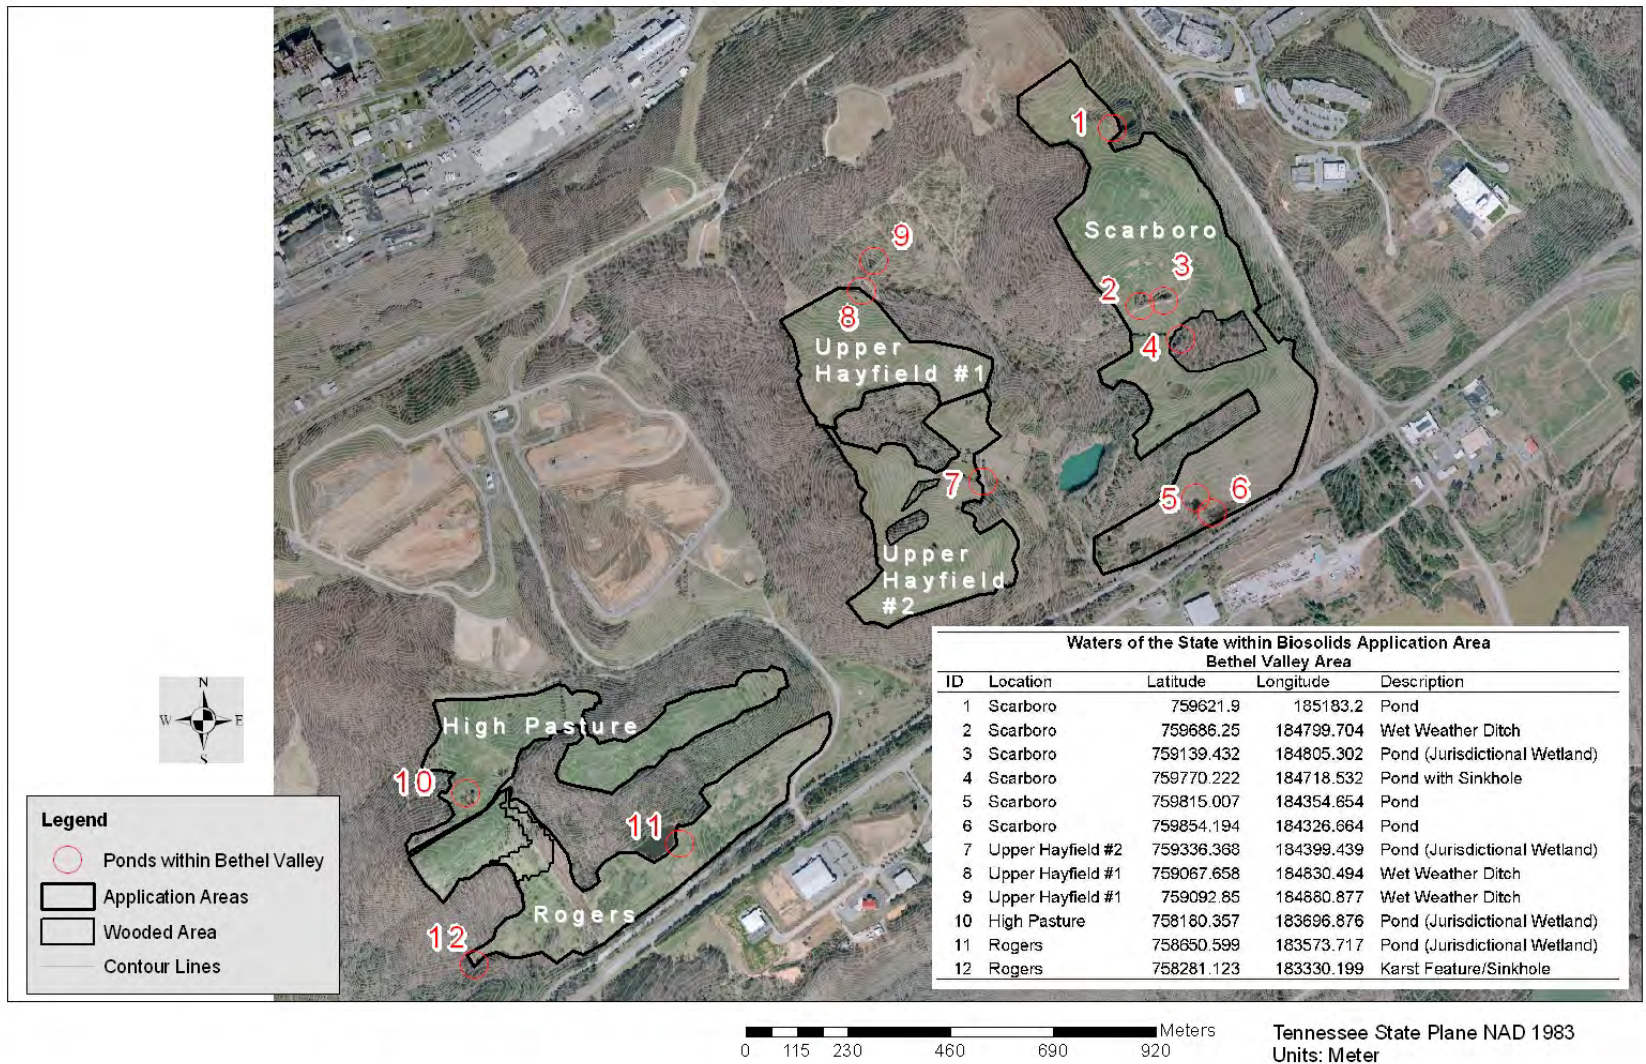 1
Scarboro
9
3
2
8
4
Upper
Hayfield #1
7
5
6
Upper
Hayfield
#2
Waters of the State within Biosolids Application Area
Bethel Valley Area
ID Location Latitude Longitude Description
1 Scarboro 759621.9 185183.2 Pond
2 Scarboro 759686.25 184799.704 Wet Weather Ditch
3 Scarboro 759139.432 184805.302 Pond (Jurisdictional Wetland)
4 Scarboro 759770.222 184718.532 Pond with Sinkhole
5 Scarboro 759815.007 184354.654 Pond
6 Scarboro 759854.194 184326.664 Pond
7 Upper Hayfield #2 759336.368 184399.439 Pond (Jurisdictional Wetland)
8 Upper Hayfield #1 759067.658 184830.494 Wet Weather Ditch
9 Upper Hayfield #1 759092.85 184880.877 Wet Weather Ditch
10 High Pasture 758180.357 183696.876 Pond (Jurisdictional Wetland)
11 Rogers 758650.599 183573.717 Pond (Jurisdictional Wetland)
12 Rogers 758281.123 183330.199 Karst Feature/Sinkhole
N
W E
S
High Pasture
10
11
Rogers
12
Legend
Ponds within Bethel Valley
Application Areas
Wooded Area
Contour Lines
Meters
0 115 230 460 690 920
Tennessee State Plane NAD 1983
Units: Meter